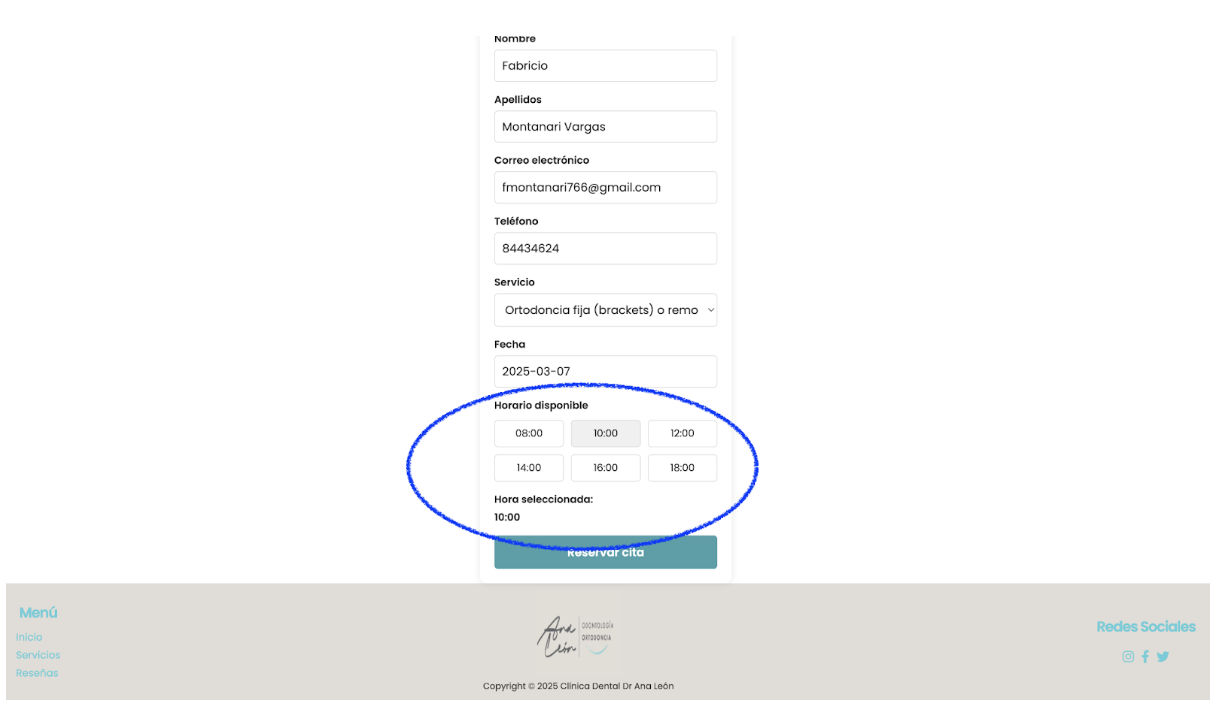 Nombre
Fabricio
Apellidos
Montanari Vargas
Correo electrónico
fmontanari766@gmail.com
Teléfono
84434624
Servicio
Ortodoncia fija (brackets) o remo
Fecha
2025-03-07
Horario disponible
08:00 10:00 12:00
14:00 16:00 18:00
Hora seleccionada:
10:00
Reservar cita
Menú
Inicio
Servicios
Reseñas
Ana León
ODONTOLOGÍA
ORTODONCIA
Copyright © 2025 Clinica Dental Dr Ana León
Redes Sociales